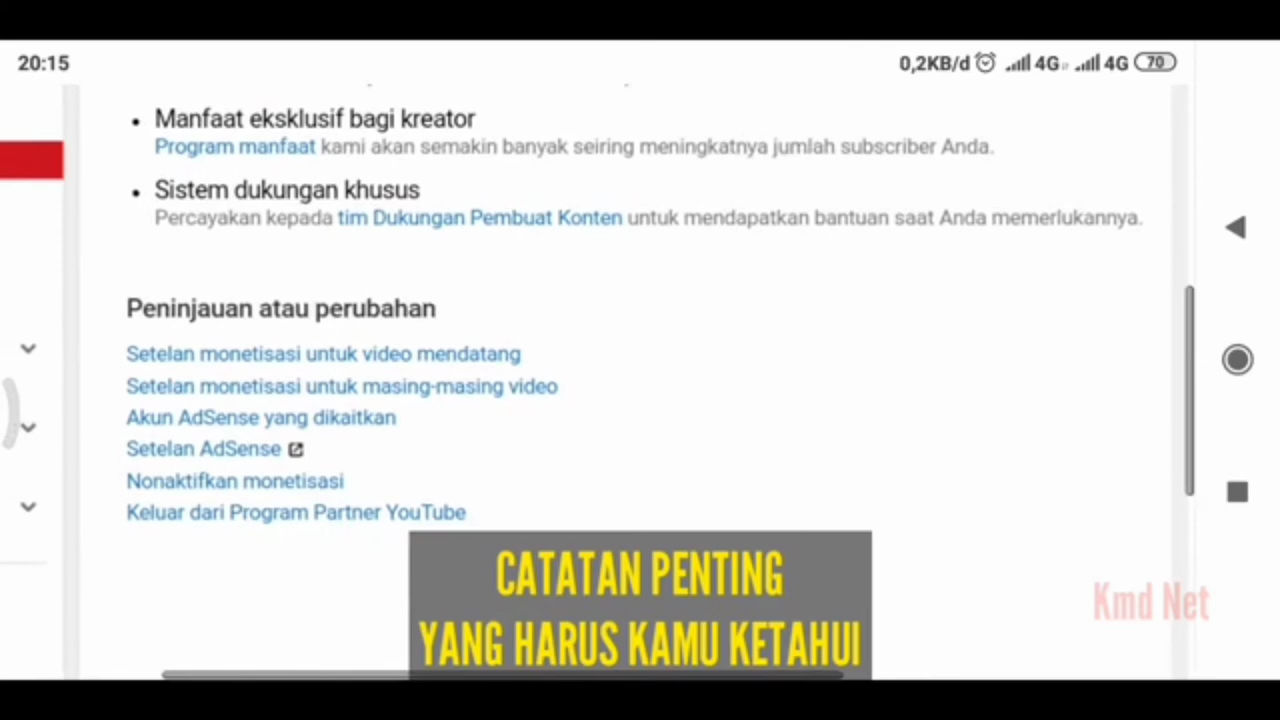 20:15
0,2KB/d 4G 4G 70
Manfaat eksklusif bagi kreator
Program manfaat kami akan semakin banyak seiring meningkatnya jumlah subscriber Anda.
Sistem dukungan khusus
Percayakan kepada tim Dukungan Pembuat Konten untuk mendapatkan bantuan saat Anda memerlukannya.
Peninjauan atau perubahan
Setelan monetisasi untuk video mendatang
Setelan monetisasi untuk masing-masing video
Akun AdSense yang dikaitkan
Setelan AdSense
Nonaktifkan monetisasi
Keluar dari Program Partner YouTube
CATATAN PENTING
YANG HARUS KAMU KETAHUI
Kmd Net